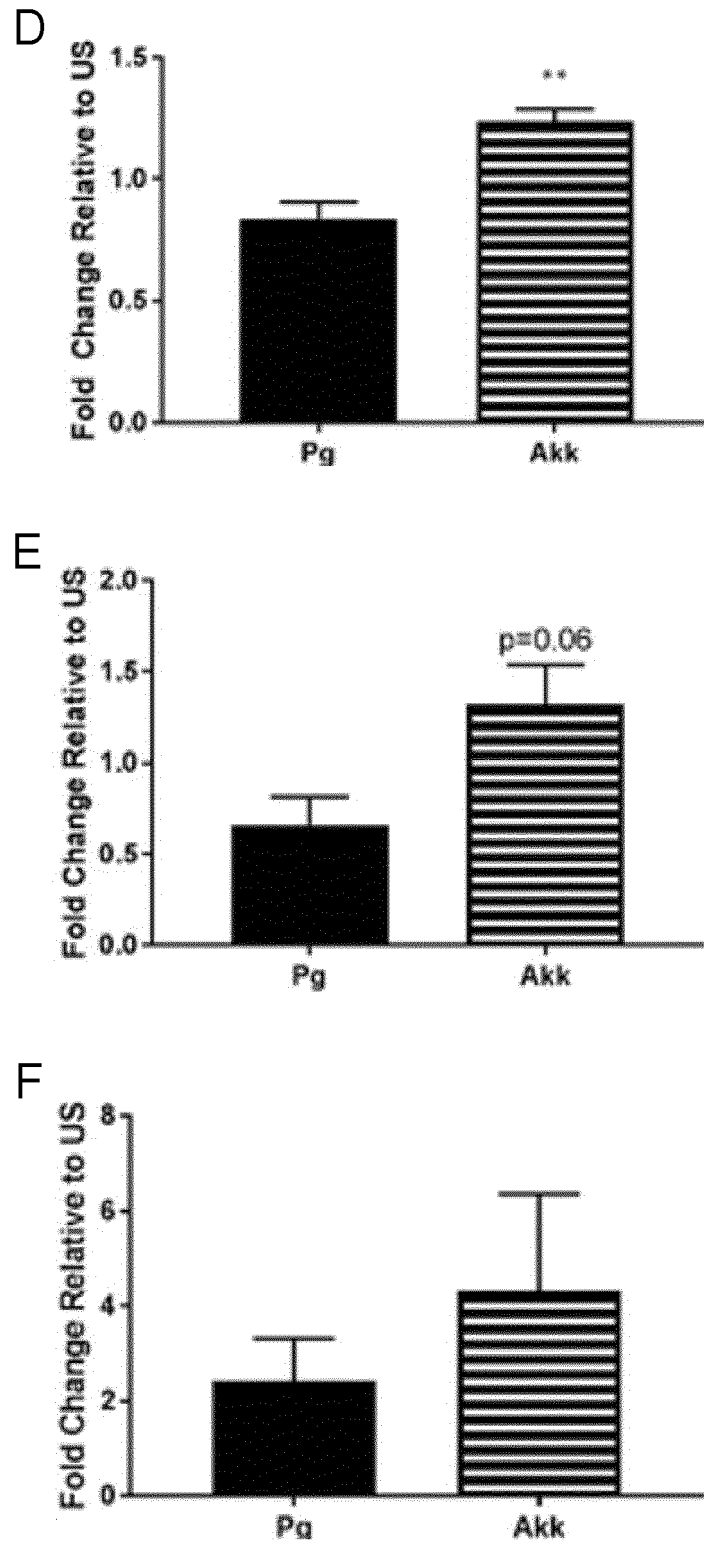 D
Fold Change Relative to US
1.5
1.0
0.5
0.0
**
Pg
Akk
E
Fold Change Relative to US
2.0
1.5
1.0
0.5
0.0
p=0.06
Pg
Akk
F
Fold Change Relative to US
8
6
4
2
0
Pg
Akk